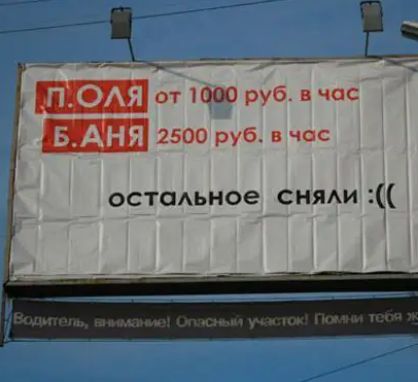 П.ОЛЯ от 1000 руб. в час
Б.АНЯ 2500 руб. в час
остальное сняли :((
Водитель, внимание! Опасный участок! Помни тебя ж